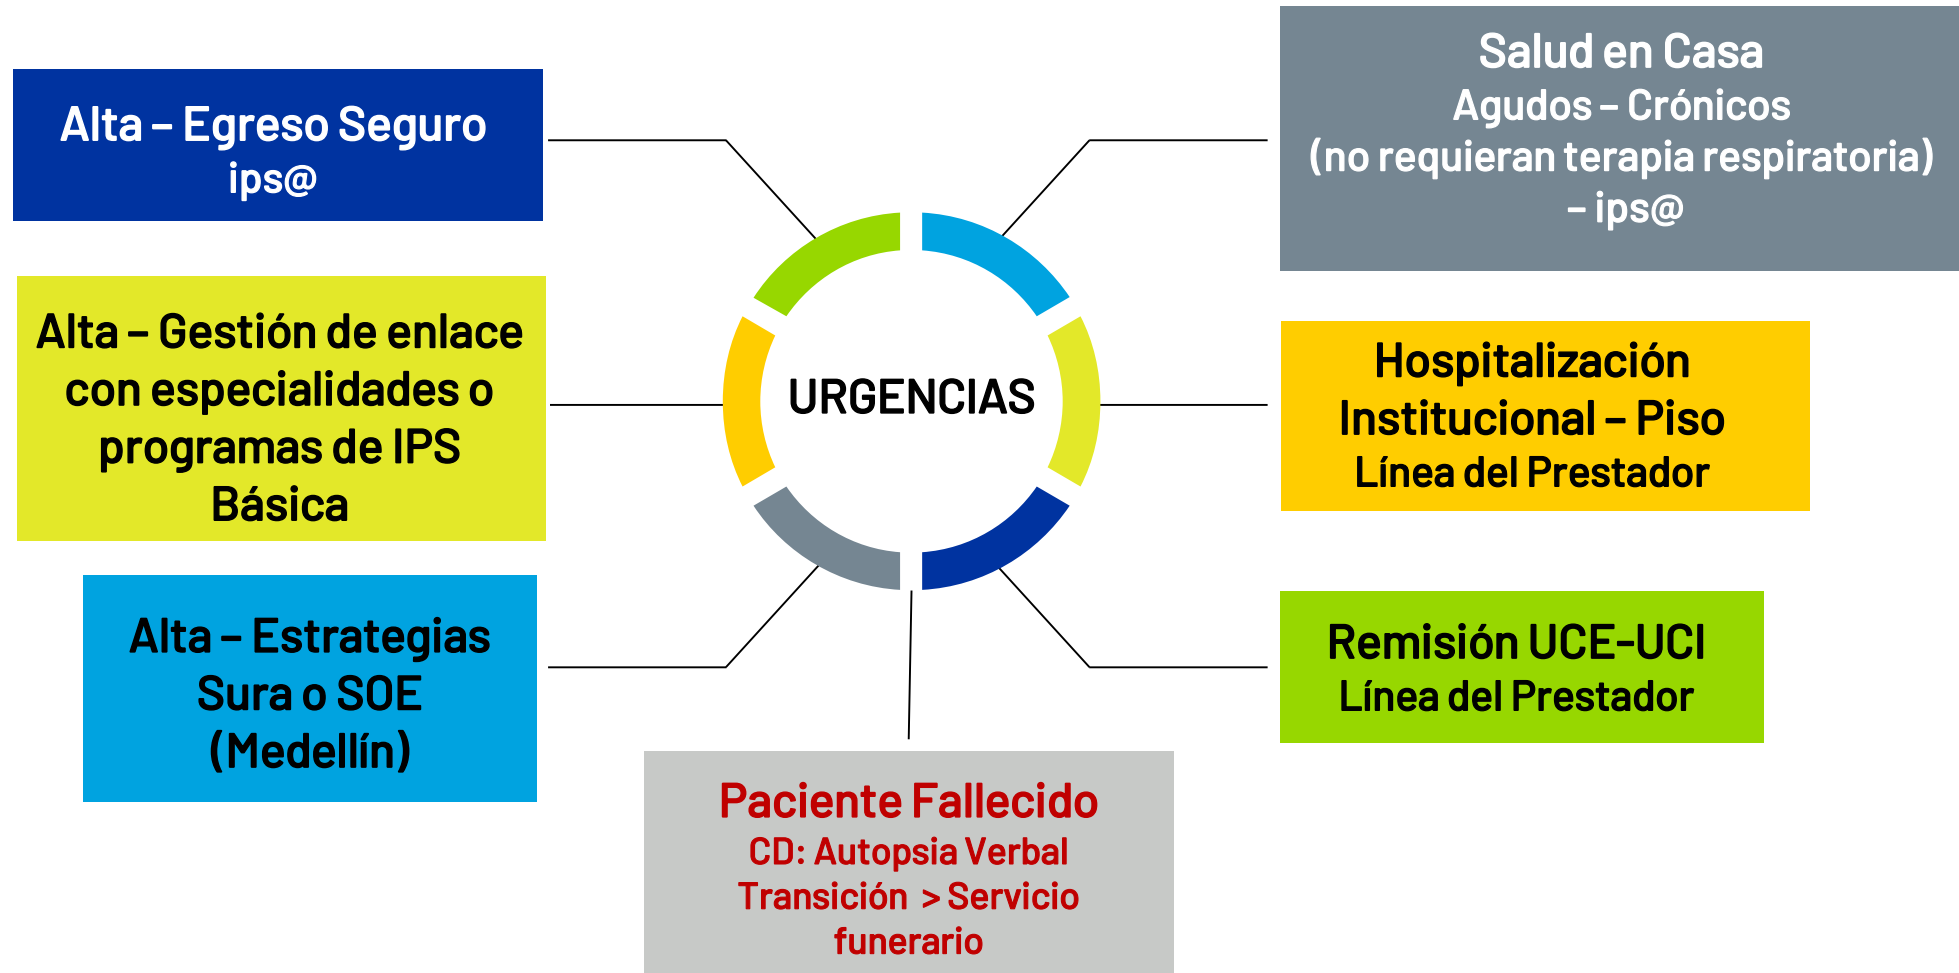 Alta – Egreso Seguro
ips@
Alta – Gestión de enlace
con especialidades o
programas de IPS
Básica
Alta – Estrategias
Sura o SOE
(Medellín)
URGENCIAS
Salud en Casa
Agudos – Crónicos
(no requieran terapia respiratoria)
– ips@
Hospitalización
Institucional – Piso
Línea del Prestador
Remisión UCE-UCI
Línea del Prestador
Paciente Fallecido
CD: Autopsia Verbal
Transición > Servicio
funerario